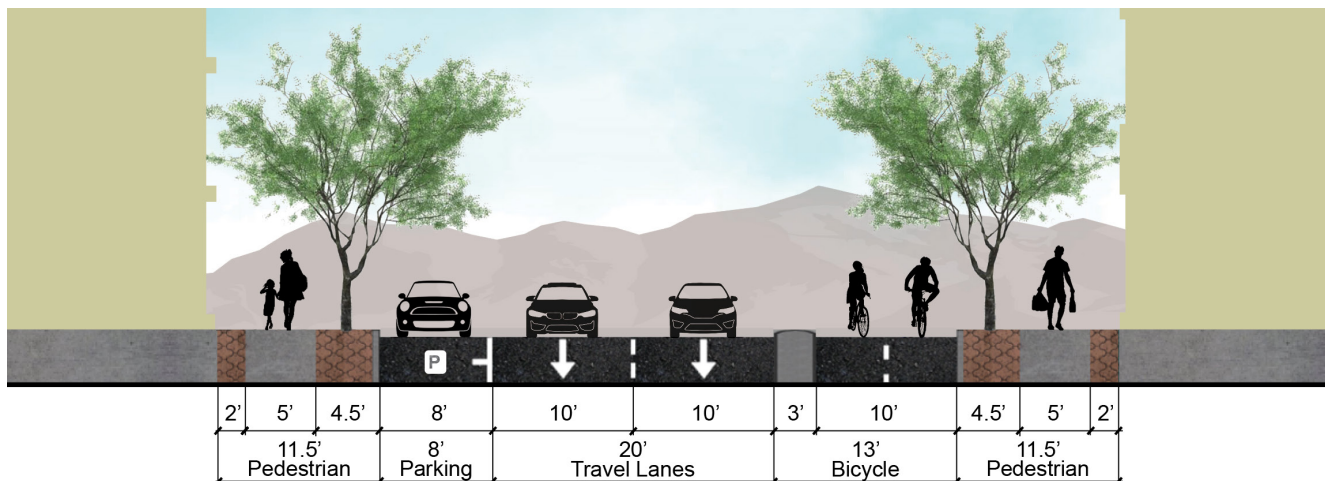 P
2’ 5’ 4.5’ 8’ 10’ 10’ 3’ 10’ 4.5’ 5’ 2’
11.5’ 8’ 20’ 13’ 11.5’
Pedestrian Parking Travel Lanes Bicycle Pedestrian